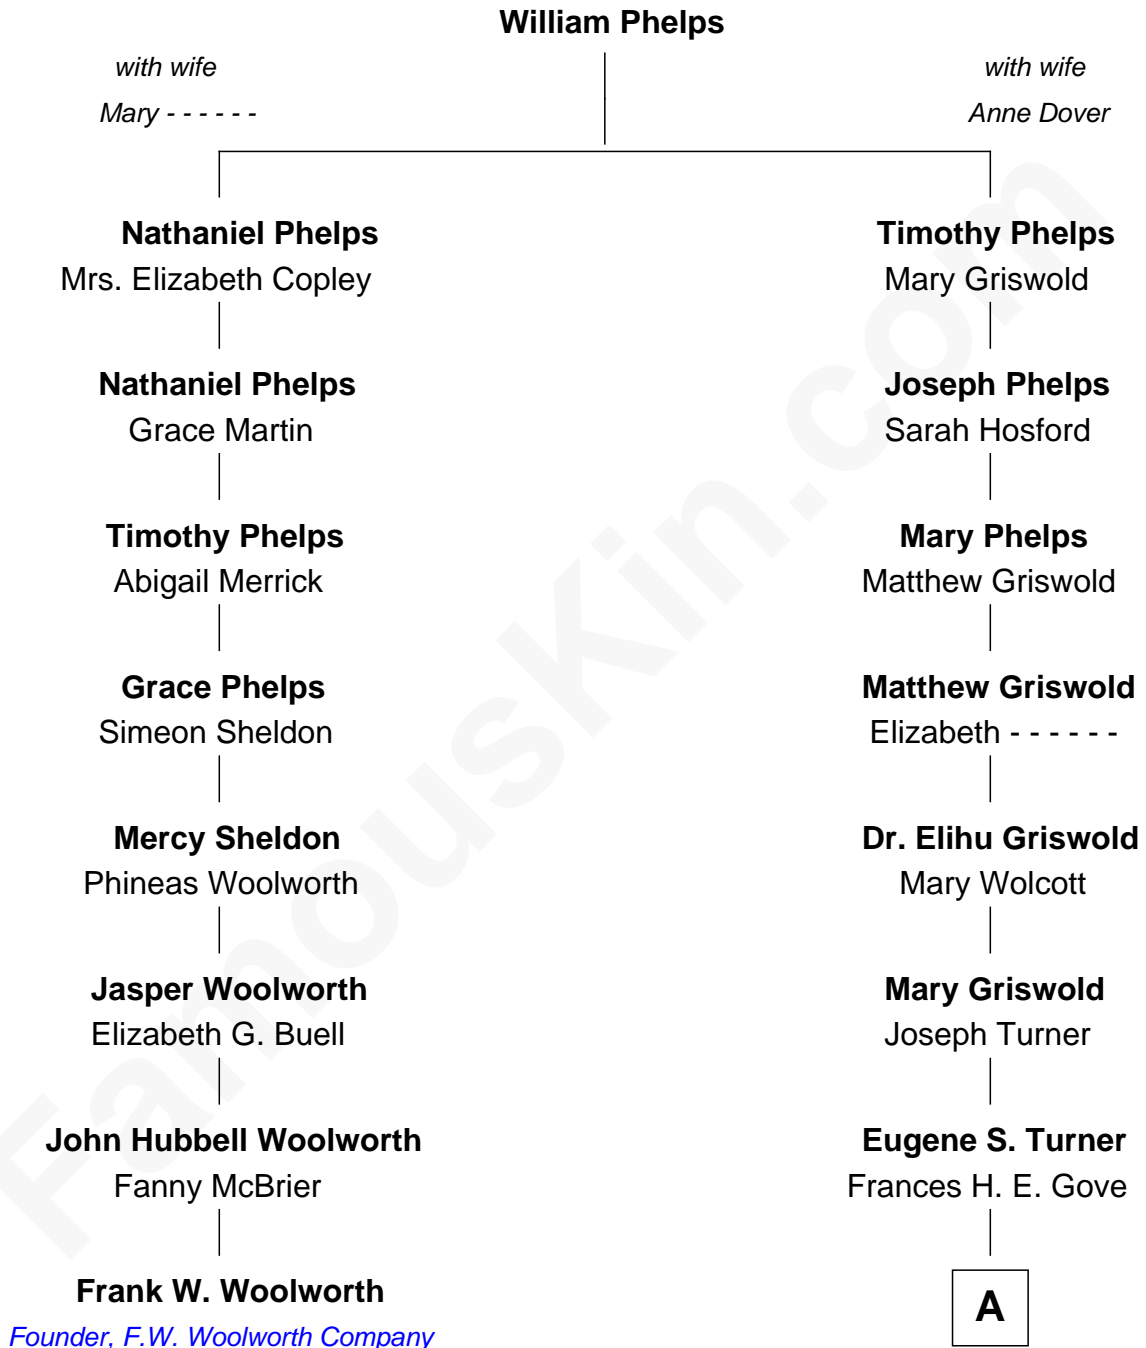 William Phelps
with wife
Mary - - - - - -
with wife
Anne Dover
Nathaniel Phelps
Mrs. Elizabeth Copley
Timothy Phelps
Mary Griswold
Nathaniel Phelps
Grace Martin
Joseph Phelps
Sarah Hosford
Timothy Phelps
Abigail Merrick
Mary Phelps
Matthew Griswold
Grace Phelps
Simeon Sheldon
Matthew Griswold
Elizabeth - - - - - -
Mercy Sheldon
Phineas Woolworth
Dr. Elihu Griswold
Mary Wolcott
Jasper Woolworth
Elizabeth G. Buell
Mary Griswold
Joseph Turner
John Hubbell Woolworth
Fanny McBrier
Eugene S. Turner
Frances H. E. Gove
Frank W. Woolworth
Founder, F.W. Woolworth Company
A
FamousKin.com